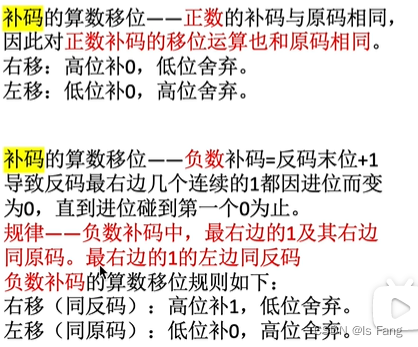 补码的算数移位——正数的补码与原码相同，
因此对正数补码的移位运算也和原码相同。
右移：高位补0，低位舍弃。
左移：低位补0，高位舍弃。
补码的算数移位——负数补码=反码末位+1
导致反码最右边几个连续的1都因进位而变
为0，直到进位碰到第一个0为止。
规律——负数补码中，最右边的1及其右边
同原码。最右边的1的左边同反码
负数补码的算数移位规则如下：
右移（同反码）：高位补1，低位舍弃。
左移（同原码）：低位补0，高位舍弃。
CSDN @Is Fang